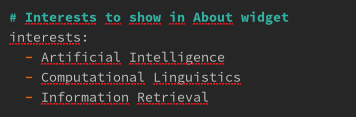 # Interests to show in About widget
interests:
- Artificial Intelligence
- Computational Linguistics
- Information Retrieval